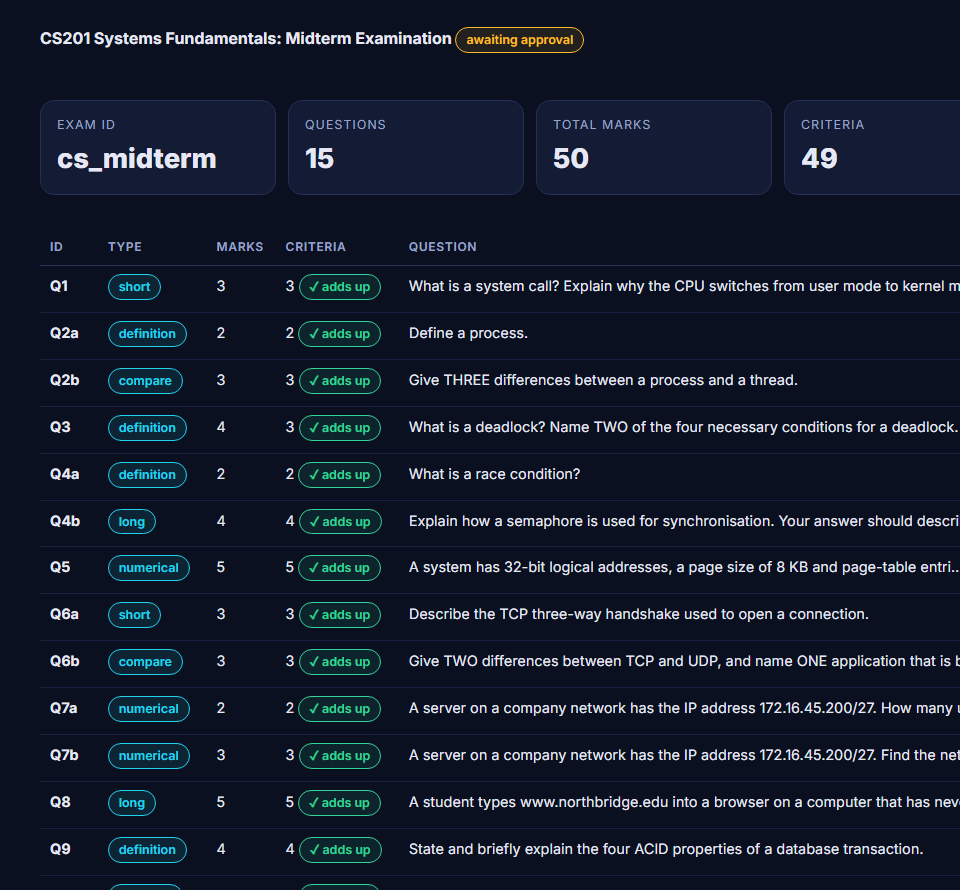 CS201 Systems Fundamentals: Midterm Examination awaiting approval
EXAM ID QUESTIONS TOTAL MARKS CRITERIA
cs_midterm 15 50 49
ID TYPE MARKS CRITERIA QUESTION
Q1 short 3 3 ✓ adds up What is a system call? Explain why the CPU switches from user mode to kernel m
Q2a definition 2 2 ✓ adds up Define a process.
Q2b compare 3 3 ✓ adds up Give THREE differences between a process and a thread.
Q3 definition 4 3 ✓ adds up What is a deadlock? Name TWO of the four necessary conditions for a deadlock.
Q4a definition 2 2 ✓ adds up What is a race condition?
Q4b long 4 4 ✓ adds up Explain how a semaphore is used for synchronisation. Your answer should descri
Q5 numerical 5 5 ✓ adds up A system has 32-bit logical addresses, a page size of 8 KB and page-table entri...
Q6a short 3 3 ✓ adds up Describe the TCP three-way handshake used to open a connection.
Q6b compare 3 3 ✓ adds up Give TWO differences between TCP and UDP, and name ONE application that is b
Q7a numerical 2 2 ✓ adds up A server on a company network has the IP address 172.16.45.200/27. How many u
Q7b numerical 3 3 ✓ adds up A server on a company network has the IP address 172.16.45.200/27. Find the net
Q8 long 5 5 ✓ adds up A student types www.northbridge.edu into a browser on a computer that has nev
Q9 definition 4 4 ✓ adds up State and briefly explain the four ACID properties of a database transaction.